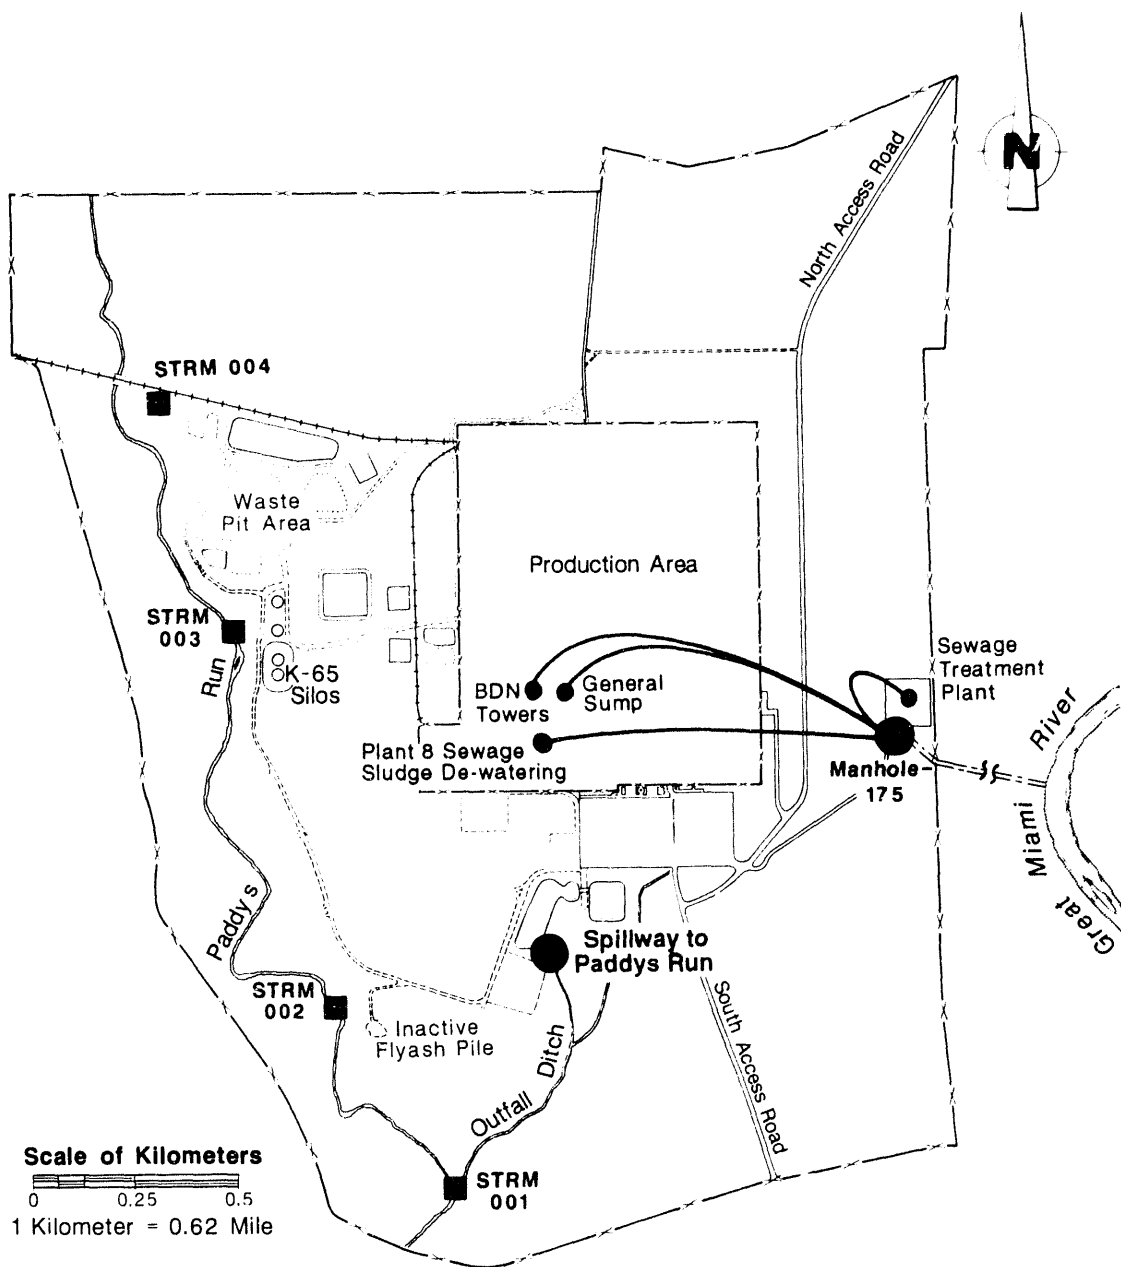 N
North Access Road
STRM 004
Waste
Pit Area
Production Area
STRM
003
Run
K-65
Silos
BDN
Towers
General
Sump
Sewage
Treatment
Plant
Plant 8 Sewage
Sludge De-watering
Manhole-
175
River
Miami
Great
Paddy s
Spillway to
Paddys Run
STRM
002
Inactive
Flyash Pile
Ditch
Outfall
South Access Road
STRM
001
Scale of Kilometers
0 0.25 0.5
1 Kilometer = 0.62 Mile